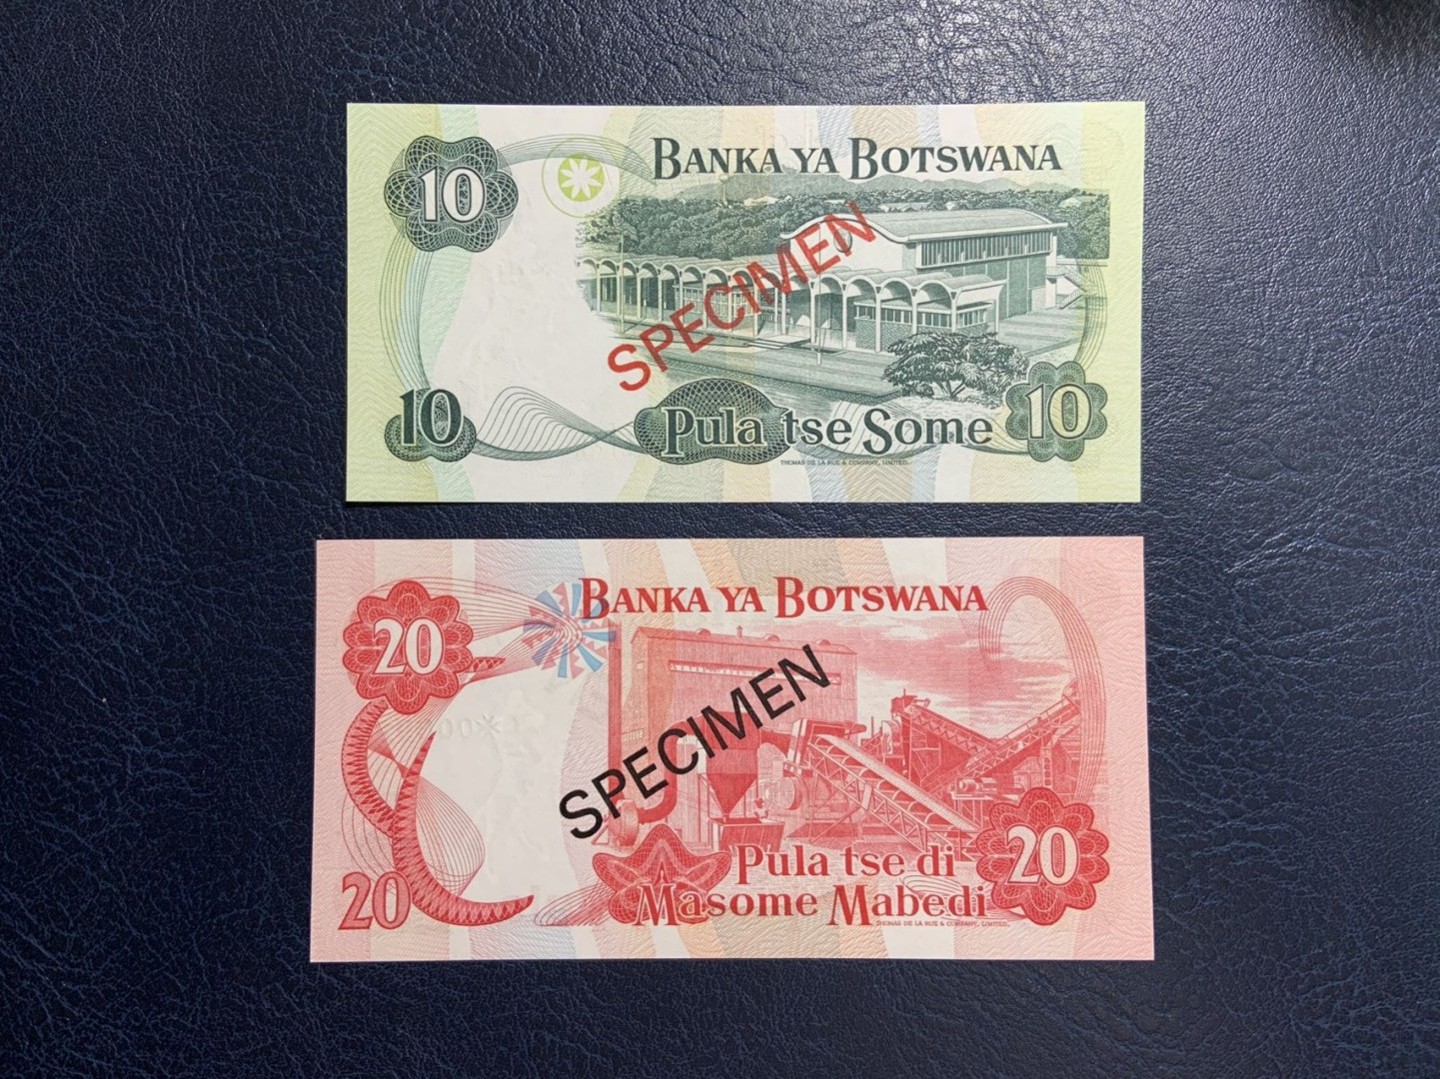 10
BANKA YA BOTSWANA
SPECIMEN
10
Pula tse Some
10
THOMAS DE LA RUE & COMPANY, LIMITED.
BANKA YA BOTSWANA
20
SPECIMEN
20
Pula tse di
Masome Mabedi
20
THOMAS DE LA RUE & COMPANY, LIMITED.